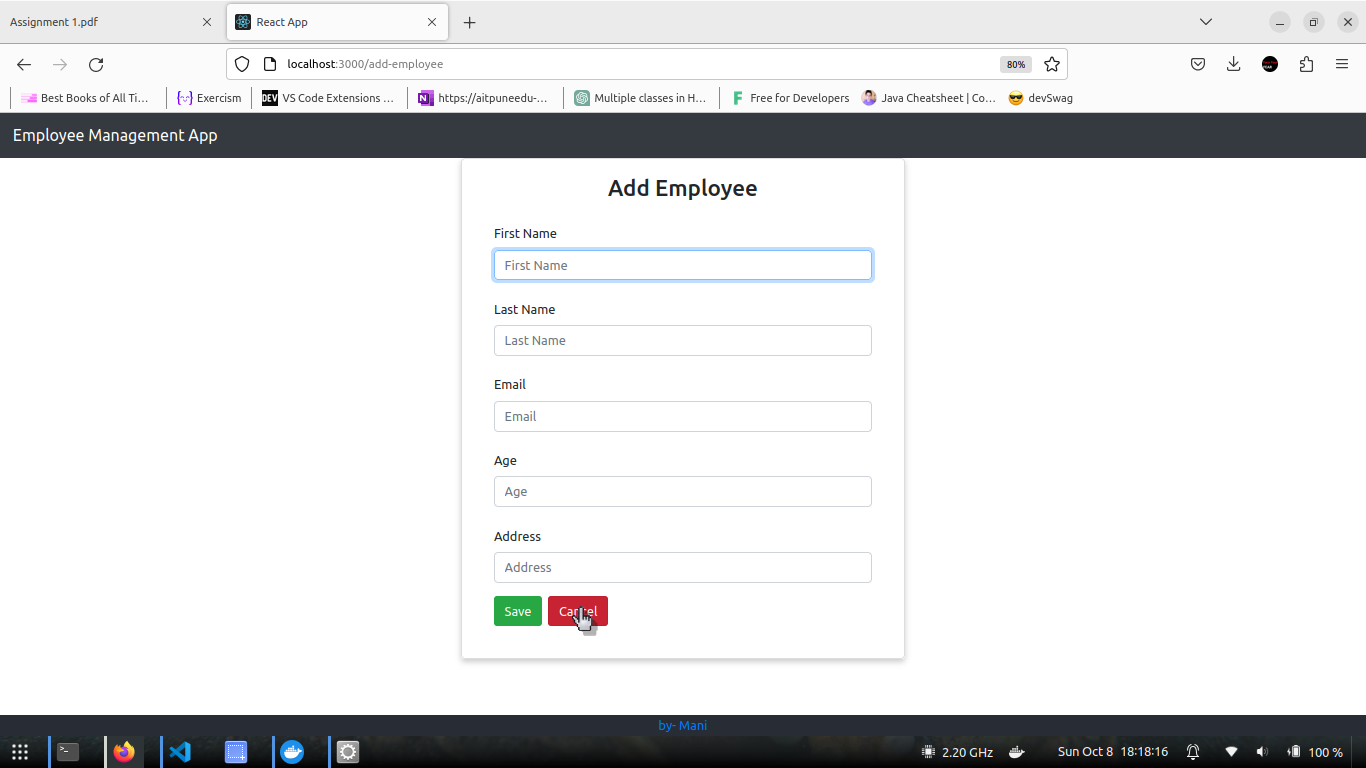 Assignment 1.pdf
React App
localhost:3000/add-employee
80%
Best Books of All Ti…
Exercism
DEV
VS Code Extensions …
N
https://aitpuneedu-…
Multiple classes in H…
F
Free for Developers
Java Cheatsheet | Co…
devSwag
Employee Management App
Add Employee
First Name
First Name
Last Name
Last Name
Email
Email
Age
Age
Address
Address
Save
by- Mani
2.20 GHz
Sun Oct 8 18:18:16
100 %